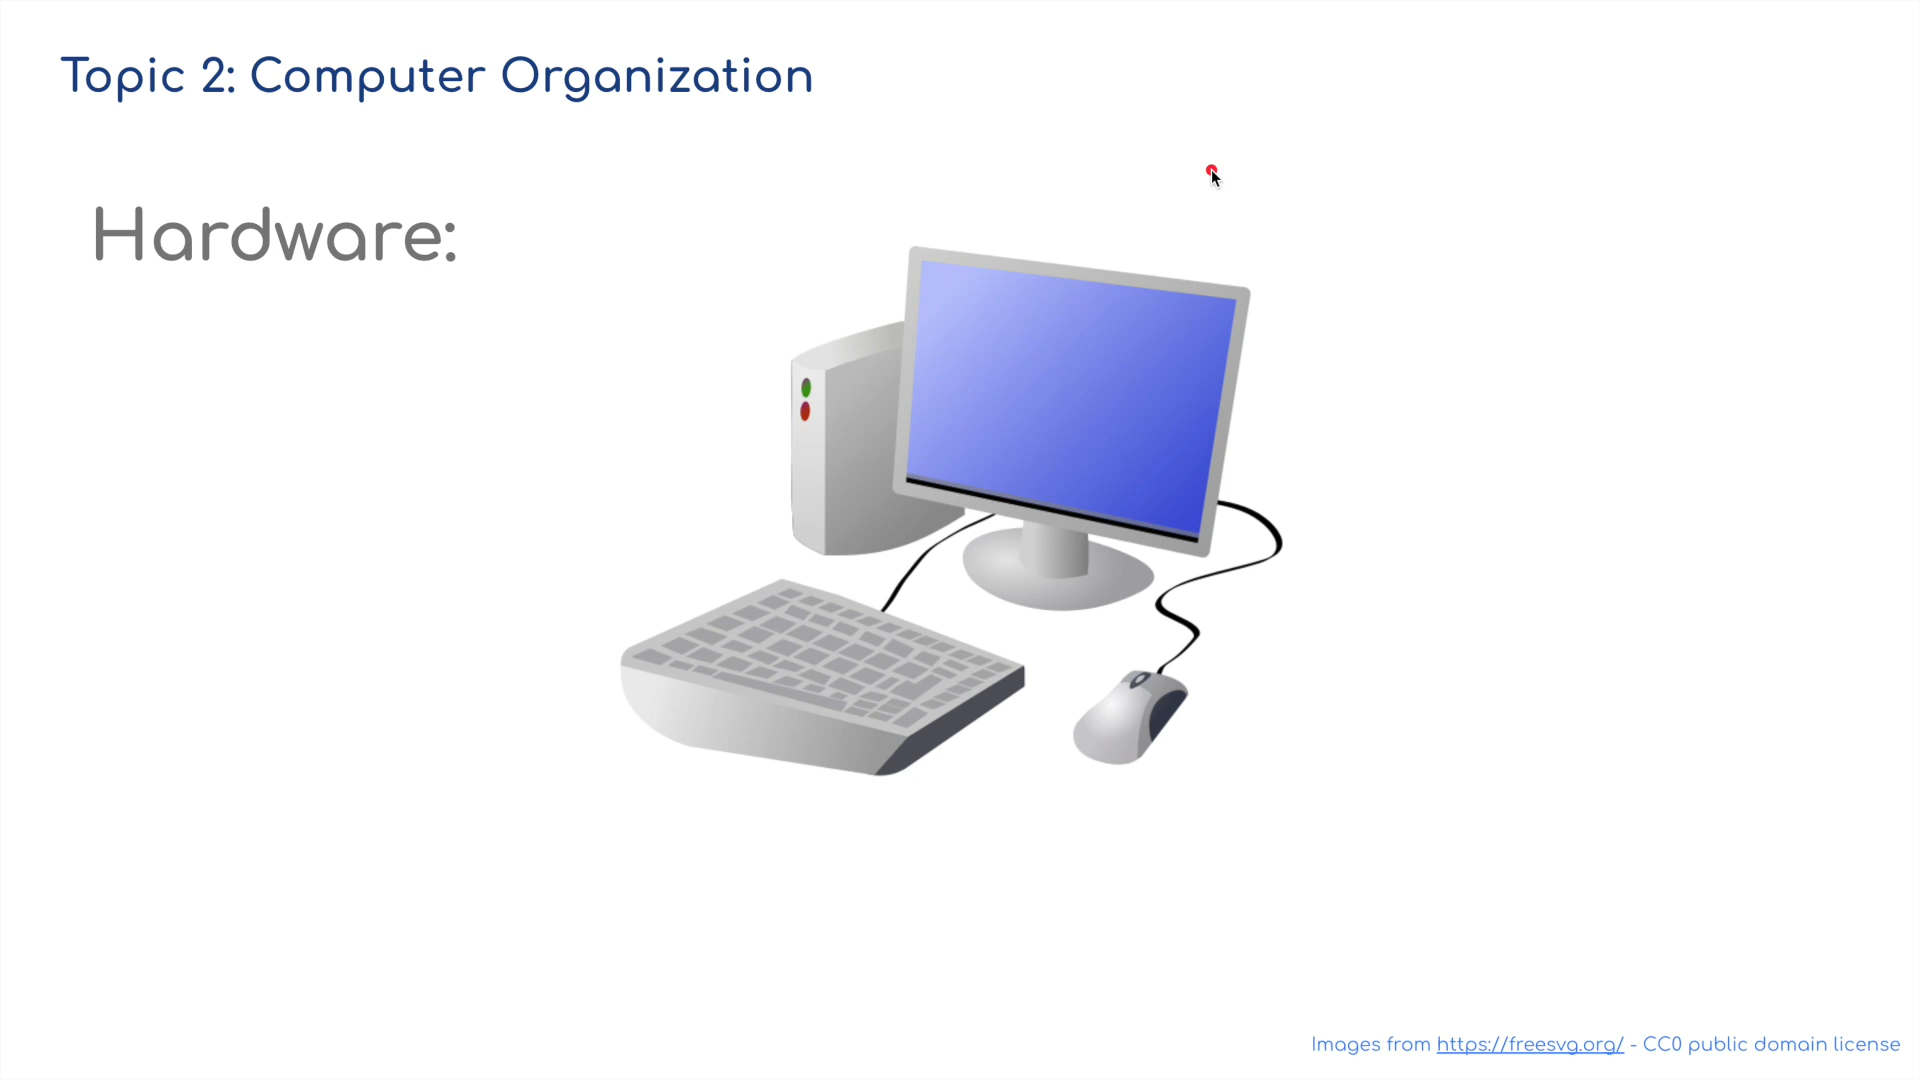 Topic 2: Computer Organization
Hardware:
Images from https://freesvg.org/ - CC0 public domain license